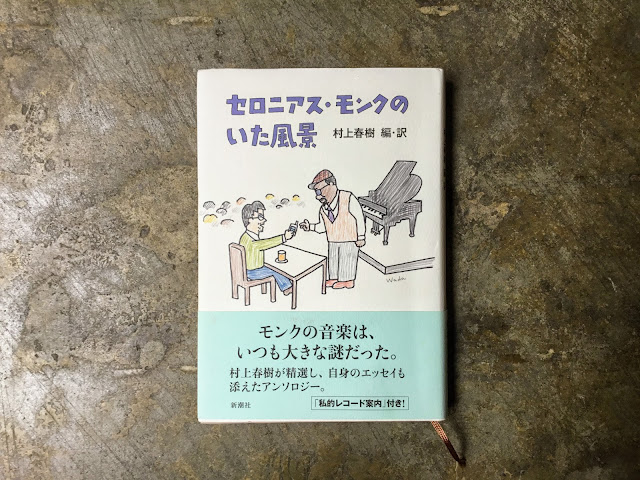 セロニアス・モンクの
いた風景
村上春樹 編・訳
Wada
モンクの音楽は、
いつも大きな謎だった。
村上春樹が精選し、自身のエッセイも
添えたアンソロジー。
新潮社
「私的レコード案内」付き!